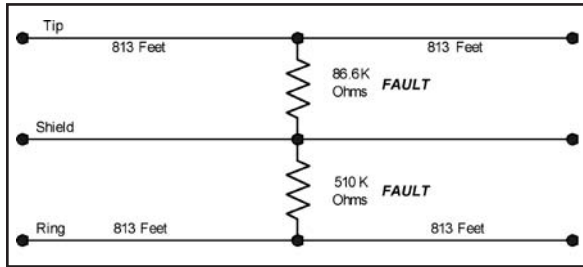 Tip
813 Feet
813 Feet
86.6K
Ohms FAULT
Shield
510 K
Ohms FAULT
Ring 813 Feet
813 Feet